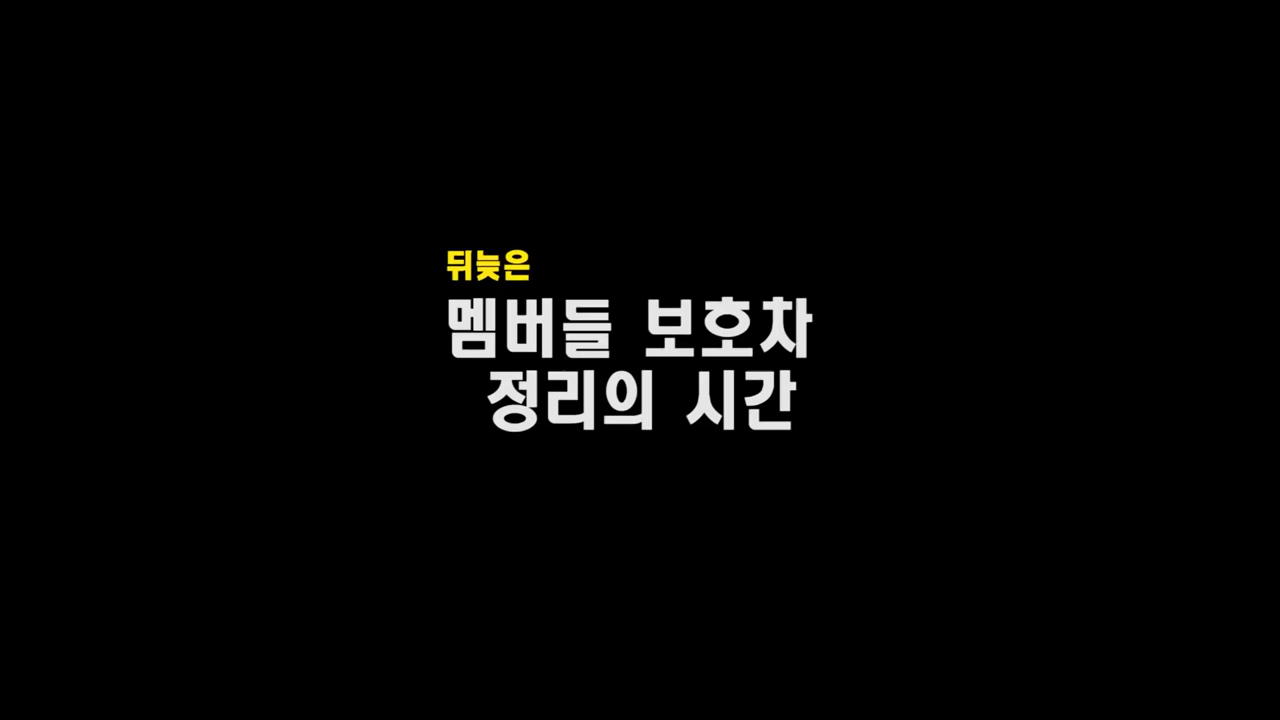 뒤늦은
멤버들 보호차
정리의 시간